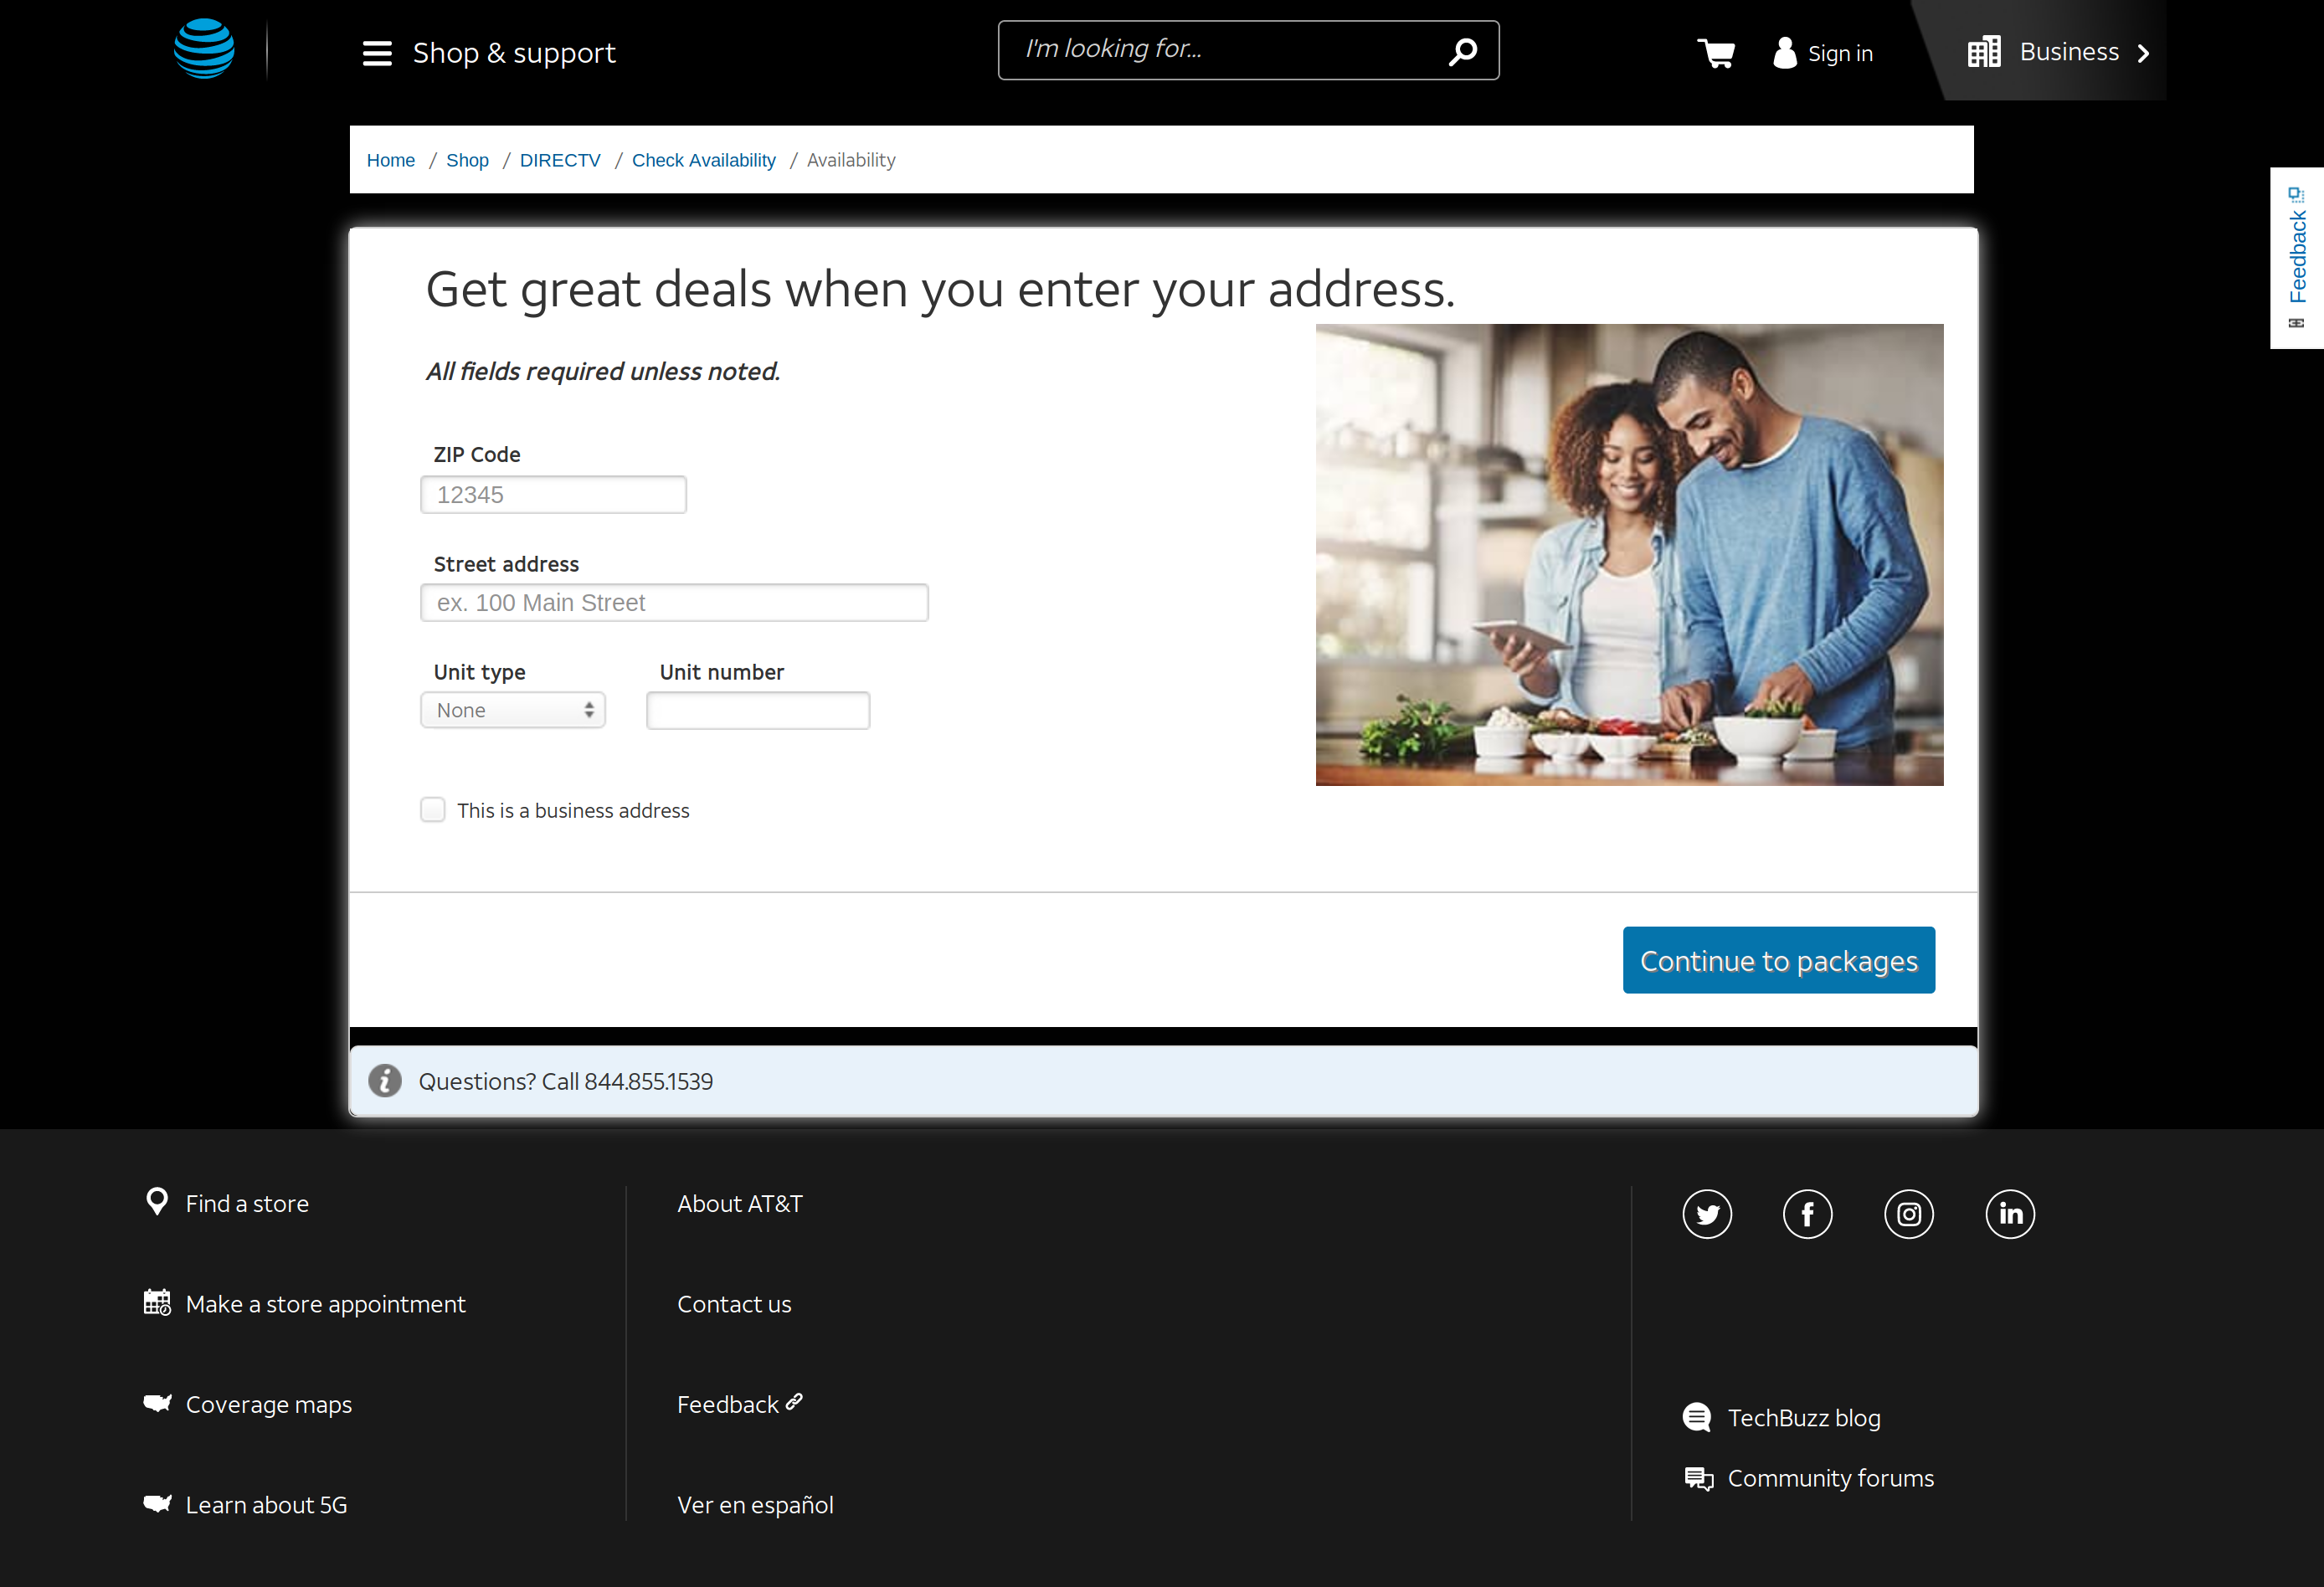 Shop & support
I'm looking for...
Sign in
Business
Home / Shop / DIRECTV / Check Availability / Availability
Feedback
Get great deals when you enter your address.
All fields required unless noted.
ZIP Code
12345
Street address
ex. 100 Main Street
Unit type
Unit number
None
This is a business address
Continue to packages
Questions? Call 844.855.1539
Find a store
Make a store appointment
Coverage maps
Learn about 5G
About AT&T
Contact us
Feedback
Ver en español
TechBuzz blog
Community forums